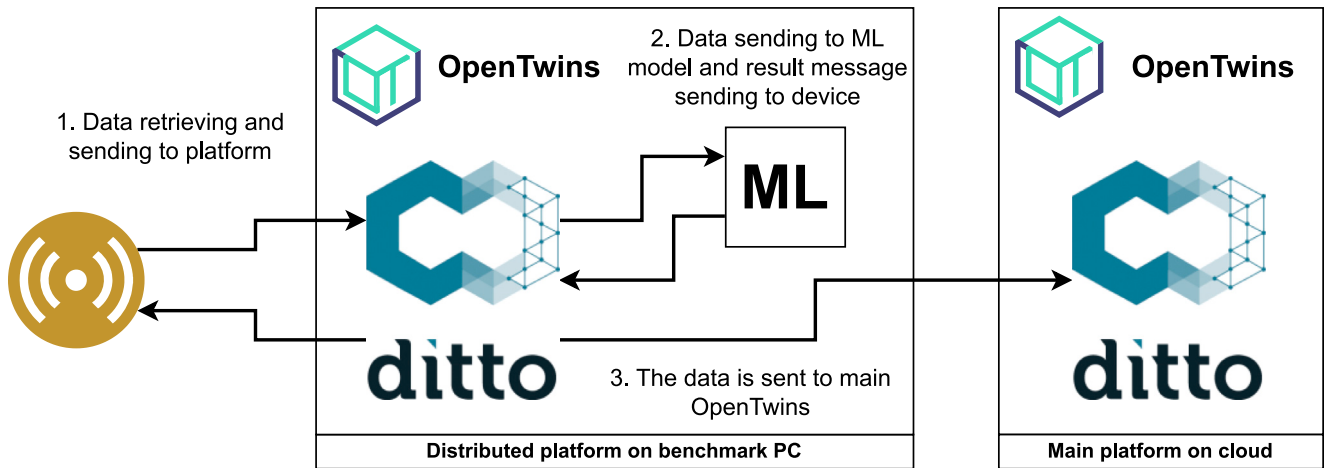 1. Data retrieving and
sending to platform
OpenTwins
2. Data sending to ML
model and result message
sending to device
ML
ditto
3. The data is sent to main
OpenTwins
Distributed platform on benchmark PC
OpenTwins
ditto
Main platform on cloud